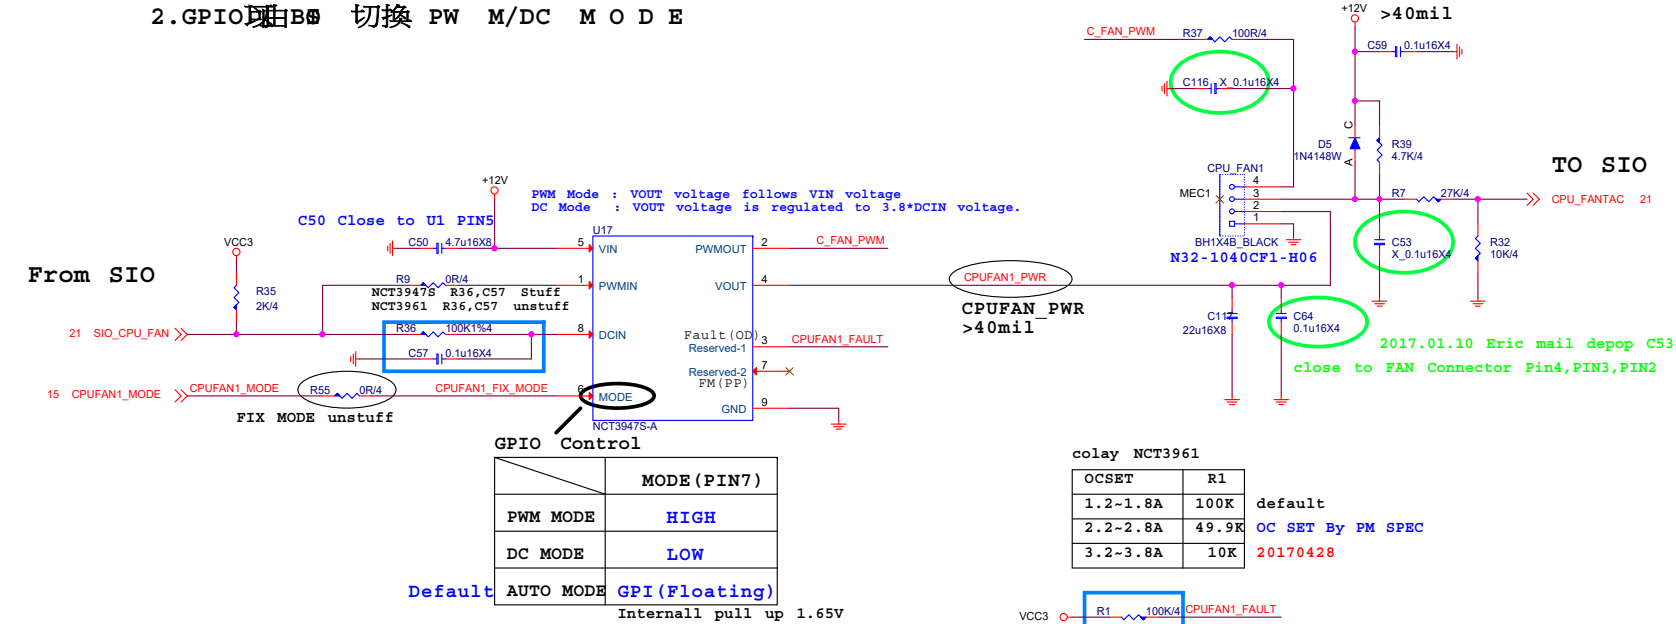 2.GPIO 切換 PW M/DC M O D E
+12V
>40mil
C_FAN_PWM
R37
100R/4
C59
0.1u16X4
C116
X_0.1u16X4
D5
1N4148W
C
A
R39
4.7K/4
TO SIO
CPU_FAN1
MEC1
4
3
2
1
R7
27K/4
CPU_FANTAC 21
BH1X4B_BLACK
N32-1040CF1-H06
C53
X_0.1u16X4
R32
10K/4
+12V
PWM Mode : VOUT voltage follows VIN voltage
DC Mode : VOUT voltage is regulated to 3.8*DCIN voltage.
C50 Close to U1 PIN5
U17
VCC3
C50
4.7u16X8
5
VIN
PWMOUT
2
C_FAN_PWM
From SIO
R35
2K/4
R9
0R/4
1
PWMIN
VOUT
4
CPUFAN1_PWR
NCT3947S R36,C57 Stuff
NCT3961 R36,C57 unstuff
CPUFAN_PWR
>40mil
C117
22u16X8
C64
0.1u16X4
21 SIO_CPU_FAN
R36
100K1%4
8
DCIN
Fault(OD)
Reserved-1
3
CPUFAN1_FAULT
C57
0.1u16X4
2017.01.10 Eric mail depop C53
close to FAN Connector Pin4,PIN3,PIN2
Reserved-2
FM(PP)
7
15 CPUFAN1_MODE
CPUFAN1_MODE
R55
0R/4
CPUFAN1_FIX_MODE
6
MODE
GND
9
FIX MODE unstuff
NCT3947S-A
GPIO Control
MODE(PIN7)
PWM MODE HIGH
DC MODE LOW
Default AUTO MODE GPI(Floating)
Internall pull up 1.65V
colay NCT3961
OCSET R1
1.2~1.8A 100K default
2.2~2.8A 49.9K OC SET By PM SPEC
3.2~3.8A 10K 20170428
VCC3
R1
100K/4
CPUFAN1_FAULT